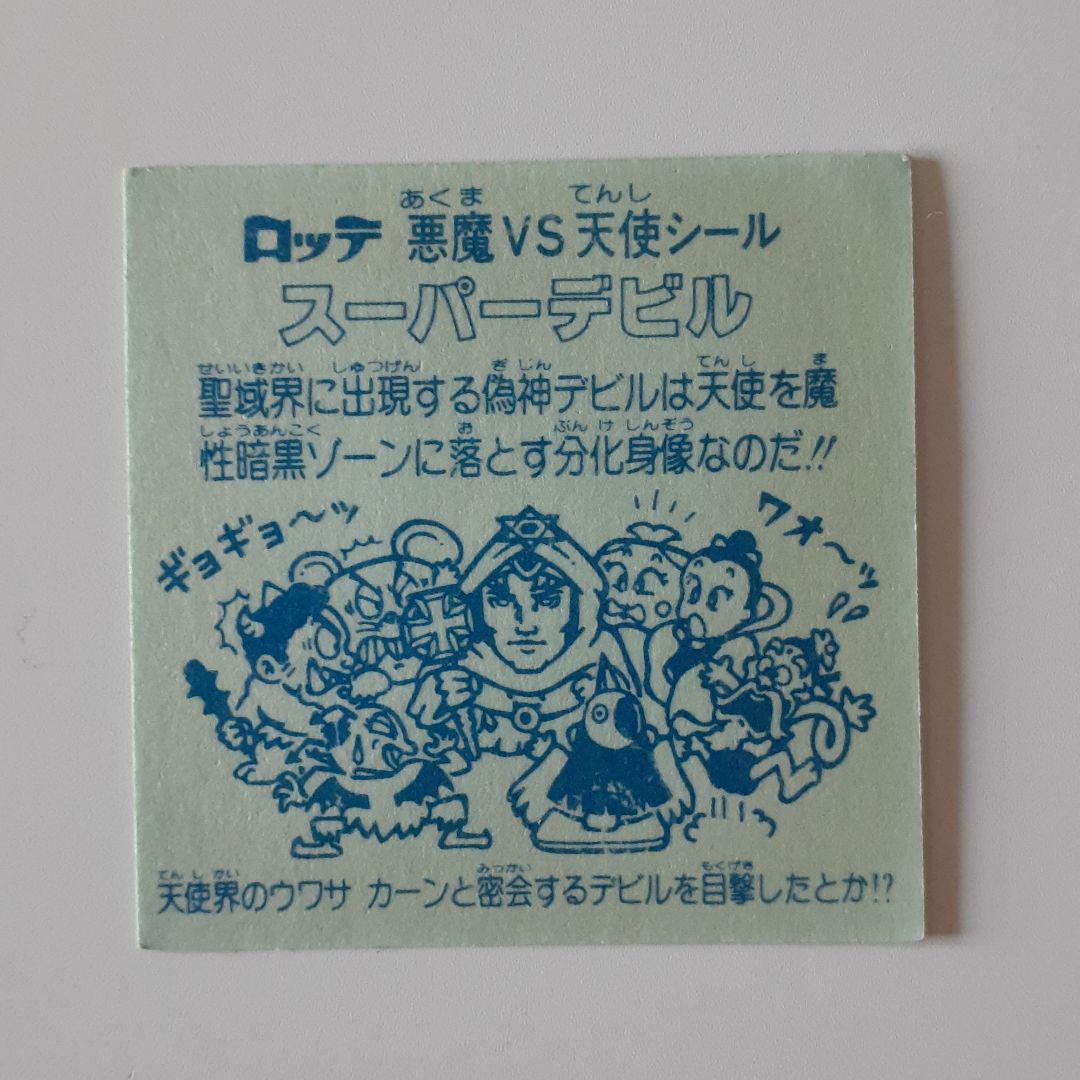 あくま てんし
ロッテ 悪魔VS天使シール
スーパーデビル
せいいきかい しゅつげん ぎじん てんし ま
聖域界に出現する偽神デビルは天使を魔
しょうあんこく お ぶんけしんぞう
性暗黒ゾーンに落とす分化身像なのだ!!
ギョギョ〜ッ
ワオ〜ッ
てんしかい みっかい もくげき
天使界のウワサ カーンと密会するデビルを目撃したとか!?